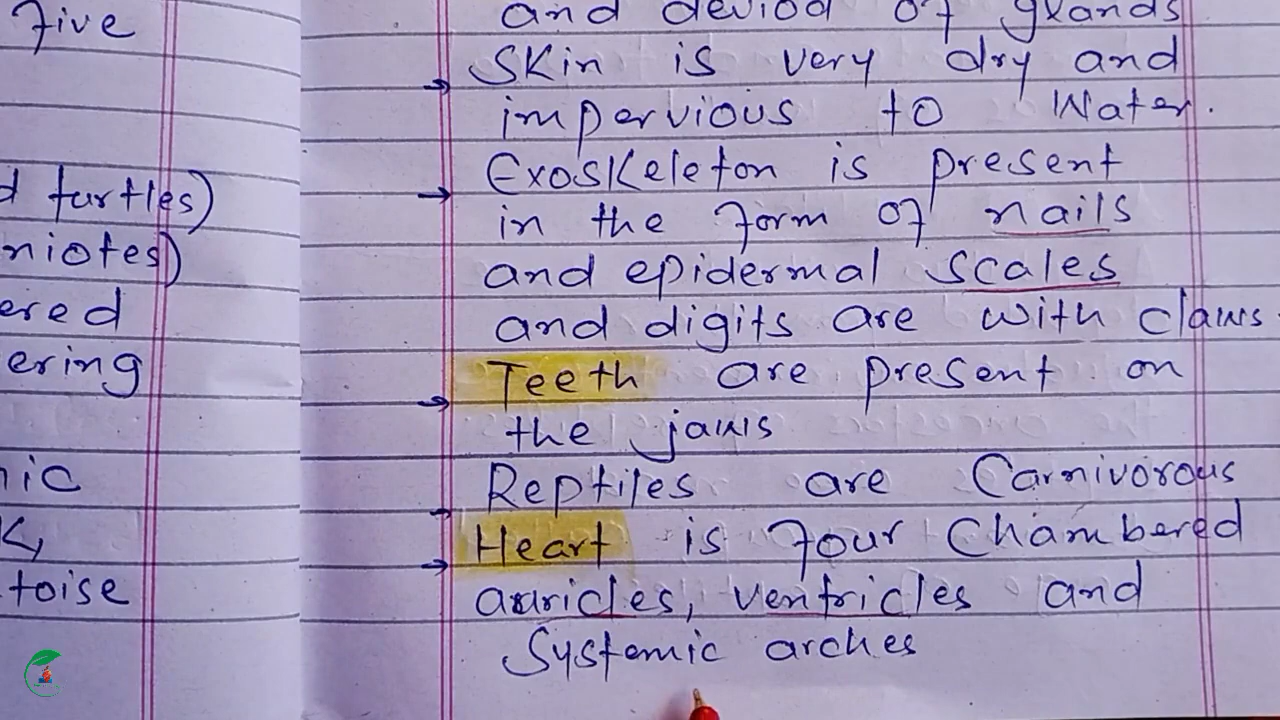 Five
d turtles)
niotes)
ered
ering
nic
K,
toise
and deviod of glands
Skin is very dry and
impervious to Water.
Exoskeleton is present
in the form of nails
and epidermal scales
and digits are with claws.
Teeth are present on
the jaws
Reptiles are Carnivorous
Heart is four Chambered
auricles, ventricles and
Systemic arches